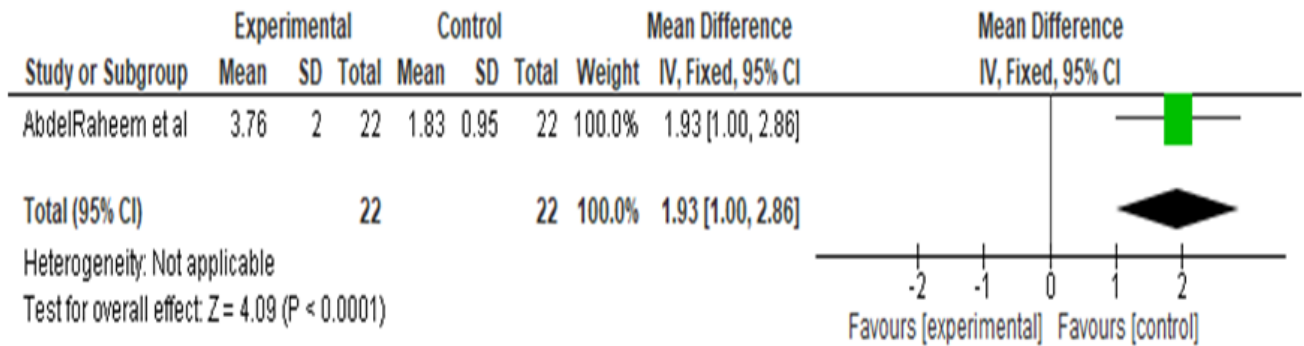 Experimental Control Mean Difference Mean Difference
Study or Subgroup Mean SD Total Mean SD Total Weight IV, Fixed, 95% CI IV, Fixed, 95% CI
AbdelRaheem et al 3.76 2 22 1.83 0.95 22 100.0% 1.93 [1.00, 2.86]
Total (95% CI) 22 22 100.0% 1.93 [1.00, 2.86]
Heterogeneity: Not applicable
Test for overall effect: Z = 4.09 (P < 0.0001)
-2 -1 0 1 2
Favours [experimental] Favours [control]